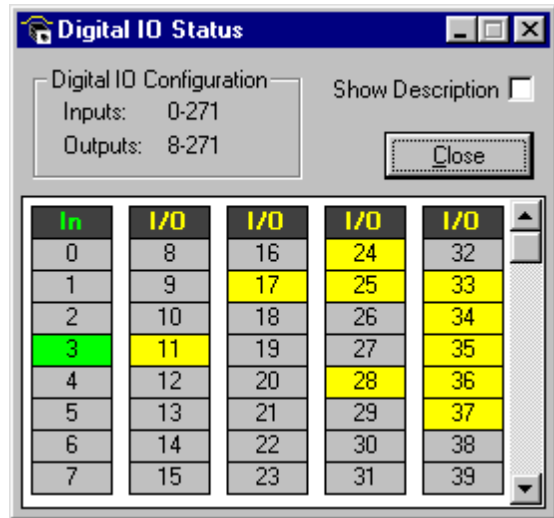 Digital IO Status
Digital IO Configuration
Inputs: 0-271
Outputs: 8-271
Show Description
Close
In I/O I/O I/O I/O
0 8 16 24 32
1 9 17 25 33
2 10 18 26 34
3 11 19 27 35
4 12 20 28 36
5 13 21 29 37
6 14 22 30 38
7 15 23 31 39